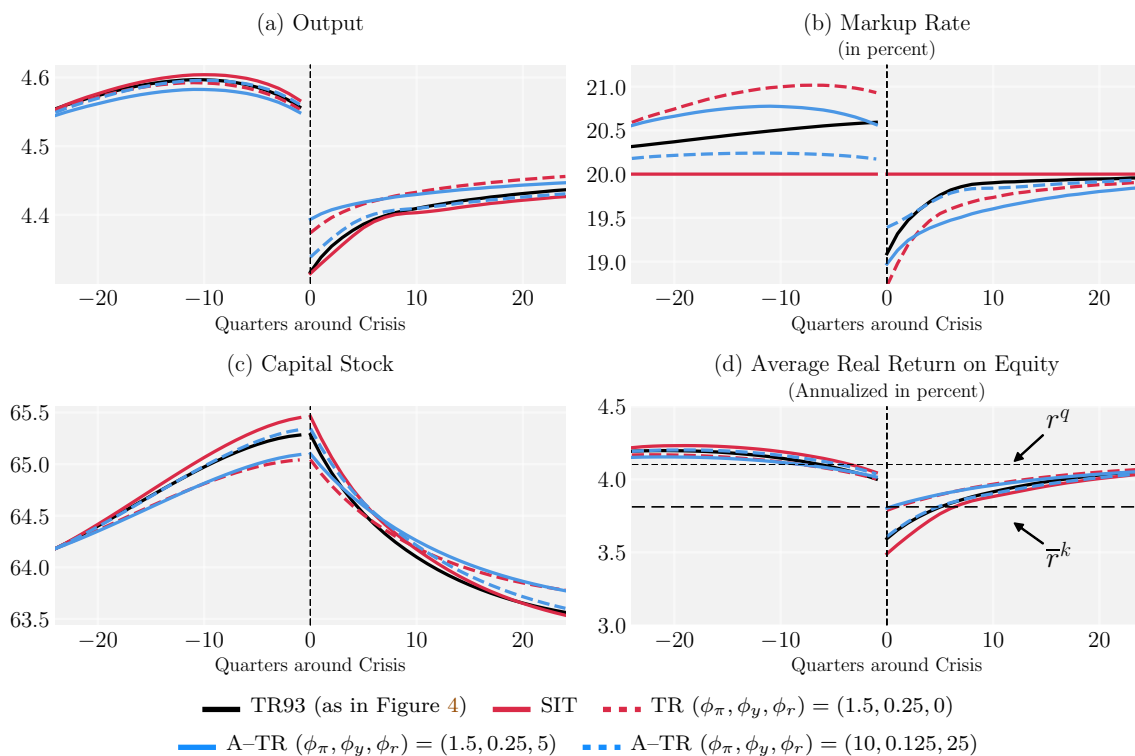 (a) Output
4.6
4.5
4.4
−20 −10 0 10 20
Quarters around Crisis
(b) Markup Rate
(in percent)
21.0
20.5
20.0
19.5
19.0
−20 −10 0 10 20
Quarters around Crisis
(c) Capital Stock
65.5
65.0
64.5
64.0
63.5
−20 −10 0 10 20
Quarters around Crisis
(d) Average Real Return on Equity
(Annualized in percent)
4.5
4.0
3.5
3.0
r^q
r̅^k
−20 −10 0 10 20
Quarters around Crisis
TR93 (as in Figure 4) SIT TR (ϕ_π, ϕ_y, ϕ_r) = (1.5, 0.25, 0)
A–TR (ϕ_π, ϕ_y, ϕ_r) = (1.5, 0.25, 5) A–TR (ϕ_π, ϕ_y, ϕ_r) = (10, 0.125, 25)